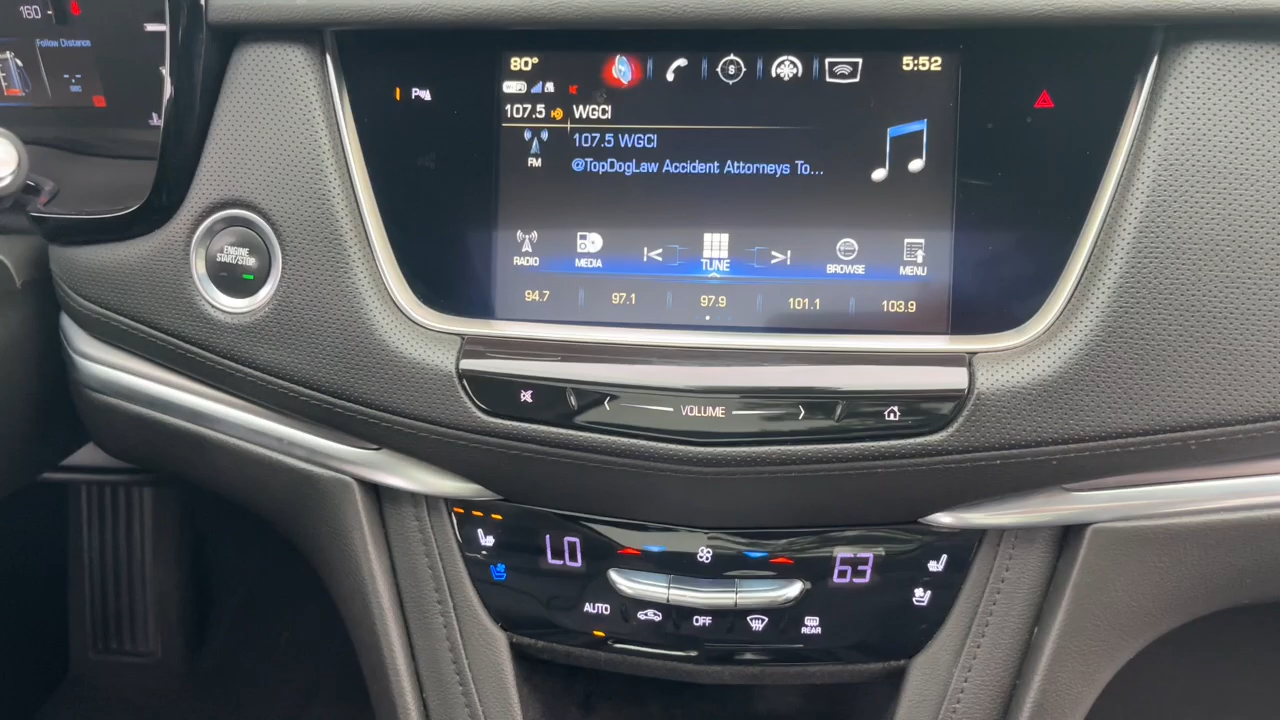 160
Follow Distance
-- SEC
80°
5:52
107.5 WGCI
107.5 WGCI
@TopDogLaw Accident Attorneys To...
FM
RADIO
MEDIA
TUNE
BROWSE
MENU
94.7
97.1
97.9
101.1
103.9
ENGINE
START/STOP
VOLUME
LO
63
AUTO
OFF
REAR